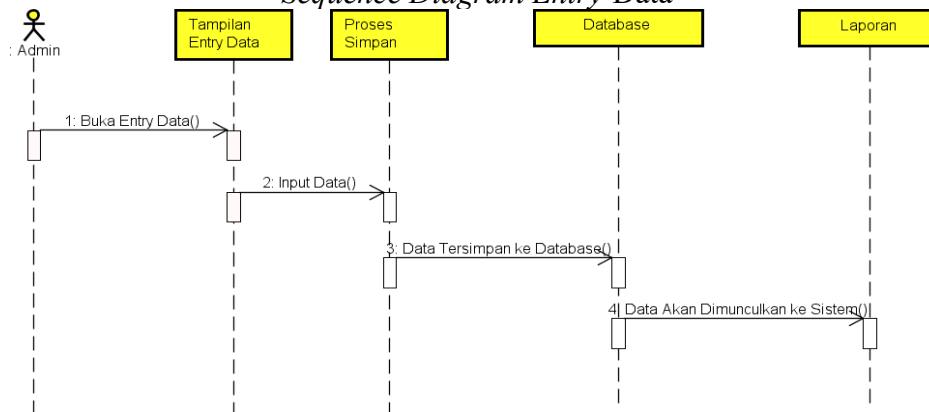 Sequence Diagram Entry Data
: Admin
Tampilan
Entry Data
Proses
Simpan
Database
Laporan
1: Buka Entry Data()
2: Input Data()
3: Data Tersimpan ke Database()
4: Data Akan Dimunculkan ke Sistem()